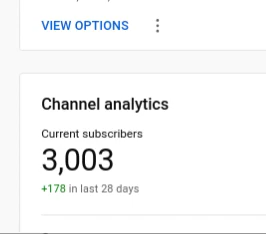 VIEW OPTIONS
Channel analytics
Current subscribers
3,003
+178 in last 28 days